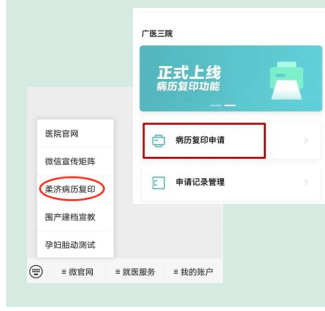 广医三院
正式上线
病历复印功能
病历复印申请
申请记录管理
医院官网
微信宣传矩阵
柔济病历复印
围产建档宣教
孕妇胎动测试
≡ 微官网
≡ 就医服务
≡ 我的账户